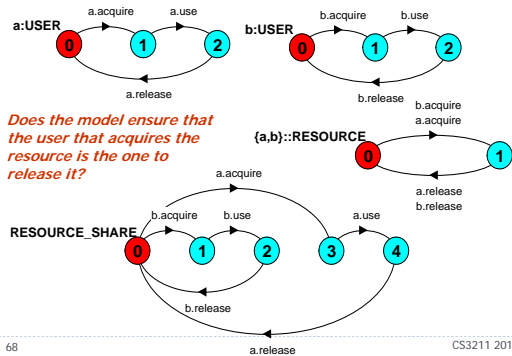 a:USER
a.acquire
a.use
0
1
2
a.release
b:USER
b.acquire
b.use
0
1
2
b.release
Does the model ensure that
the user that acquires the
resource is the one to
release it?
{a,b}::RESOURCE
b.acquire
a.acquire
0
1
a.release
b.release
RESOURCE_SHARE
a.acquire
b.acquire
b.use
a.use
0
1
2
3
4
b.release
a.release
68
CS3211 201